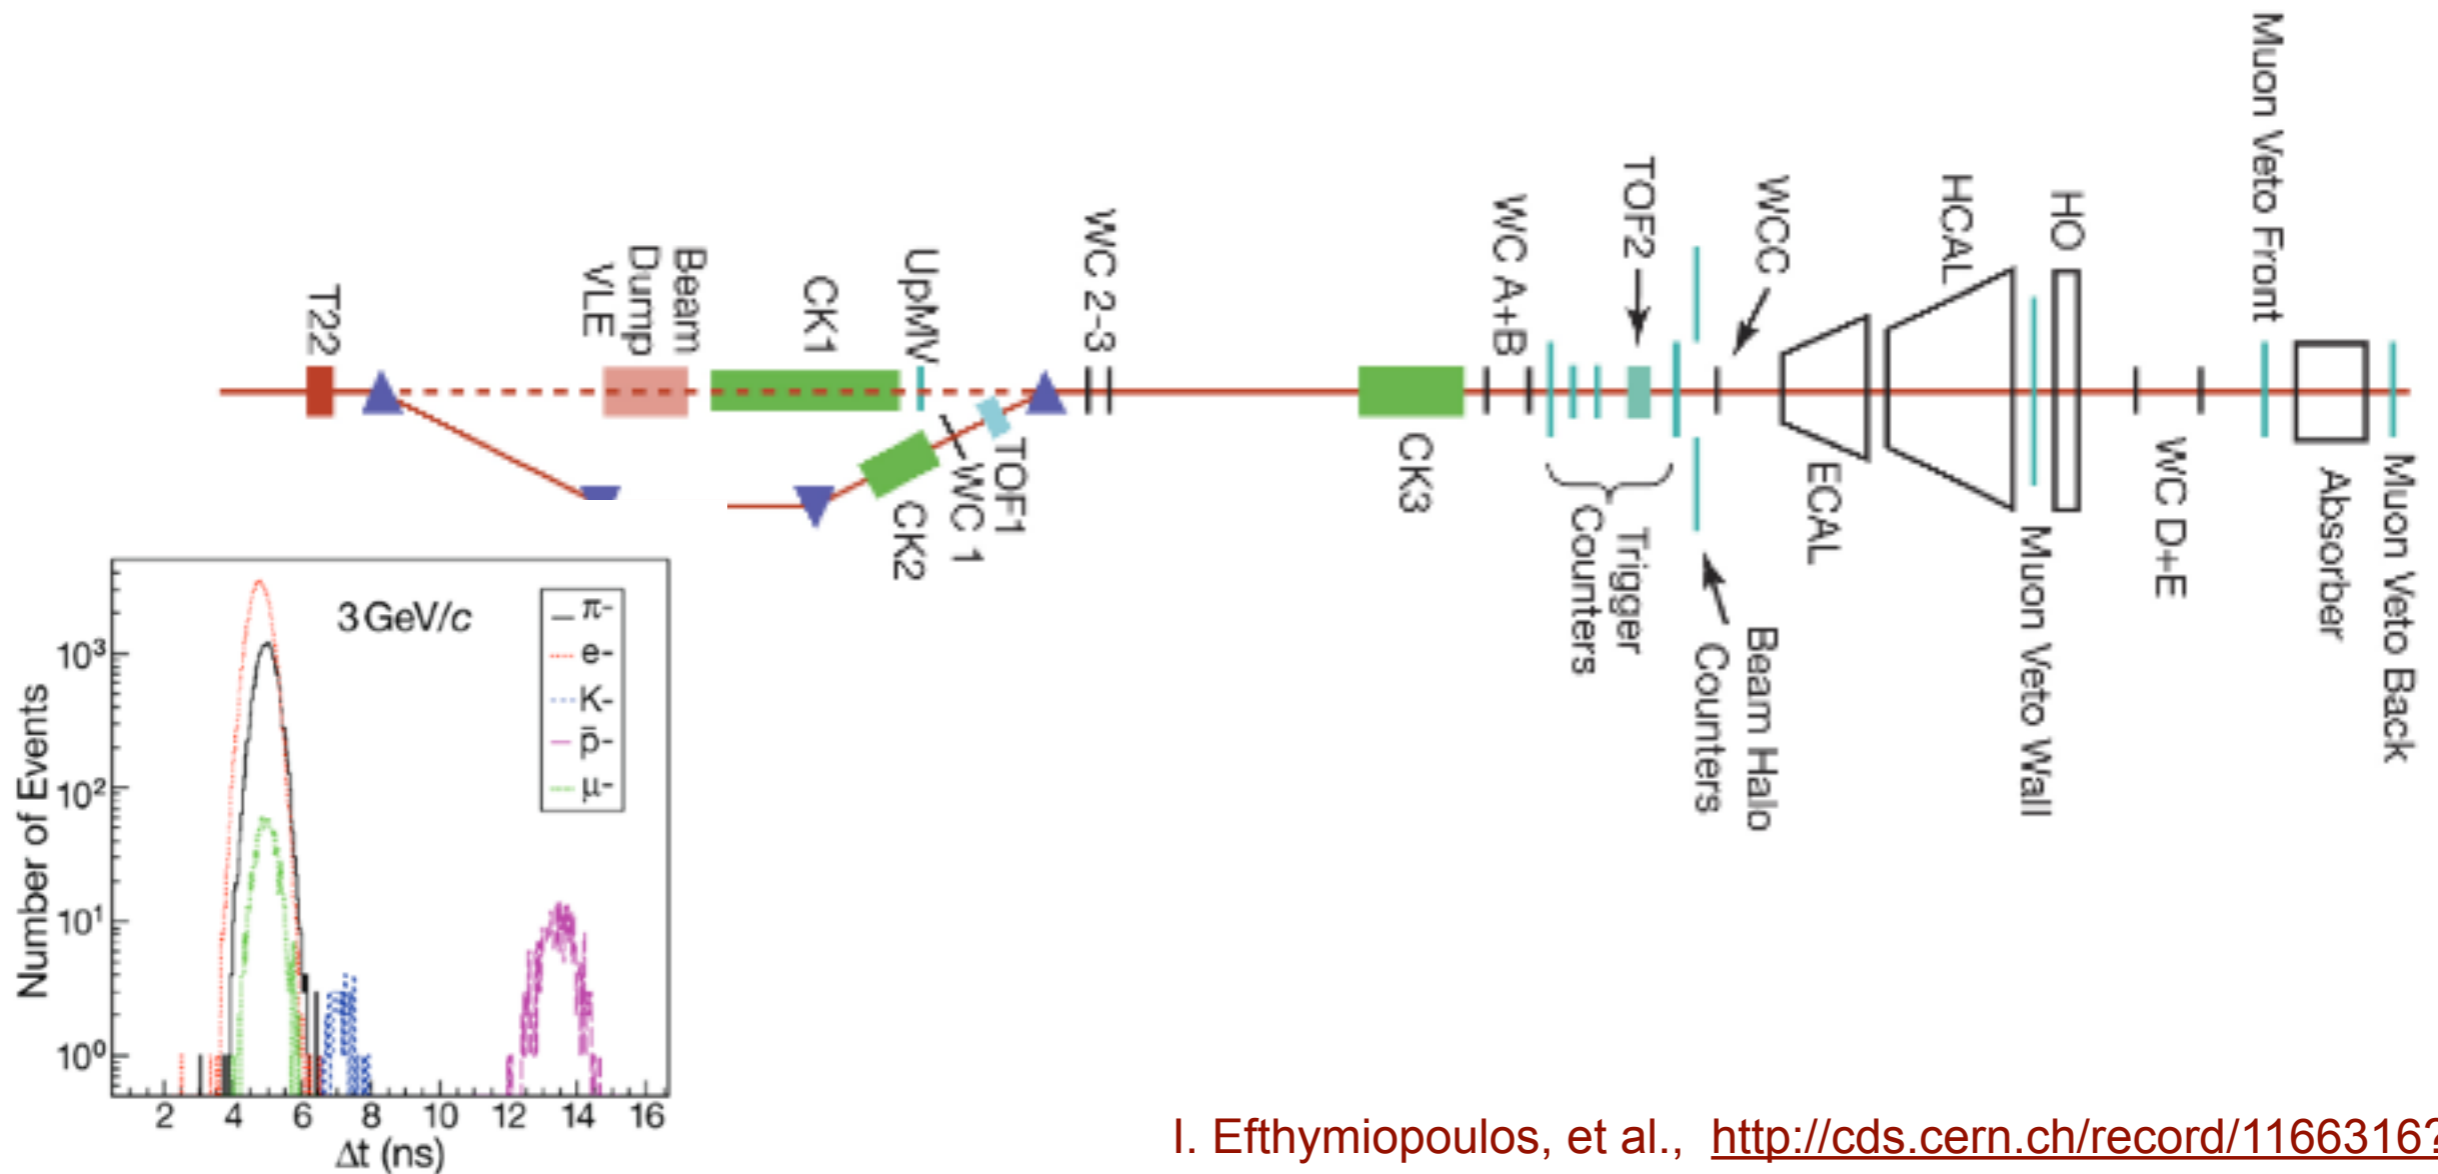 T22
VLE
Beam
Dump
CK1
UpMV
WC 2-3
WC 1
TOF1
CK2
CK3
WC A+B
TOF2
WCC
HCAL
HO
Muon Veto Front
ECAL
Trigger
Counters
Beam Halo
Counters
Muon Veto Wall
WC D+E
Absorber
Muon Veto Back
3 GeV/c
π-
e-
K-
p̄-
μ-
Number of Events
10³
10²
10¹
10⁰
2 4 6 8 10 12 14 16
Δt (ns)
I. Efthymiopoulos, et al., http://cds.cern.ch/record/1166316?